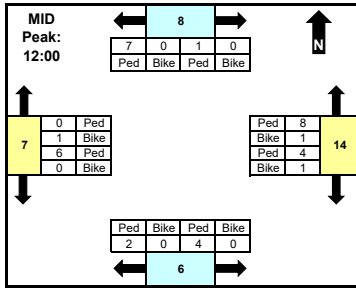 MID
Peak:
12:00
8
N
7 0 1 0
Ped Bike Ped Bike
7
0 Ped
1 Bike
6 Ped
0 Bike
Ped 8
Bike 1
Ped 4
Bike 1
14
Ped Bike Ped Bike
2 0 4 0
6